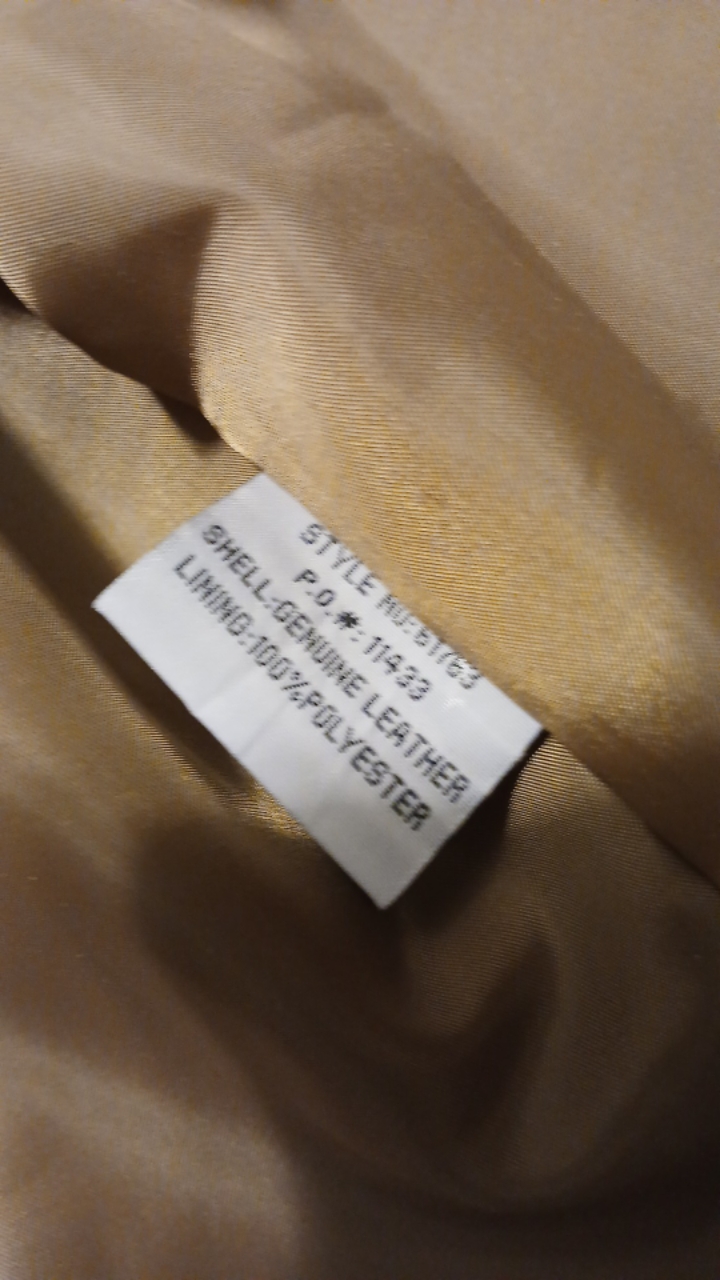 STYLE NO:61763
P.O.#: 11433
SHELL:GENUINE LEATHER
LINING:100%POLYESTER